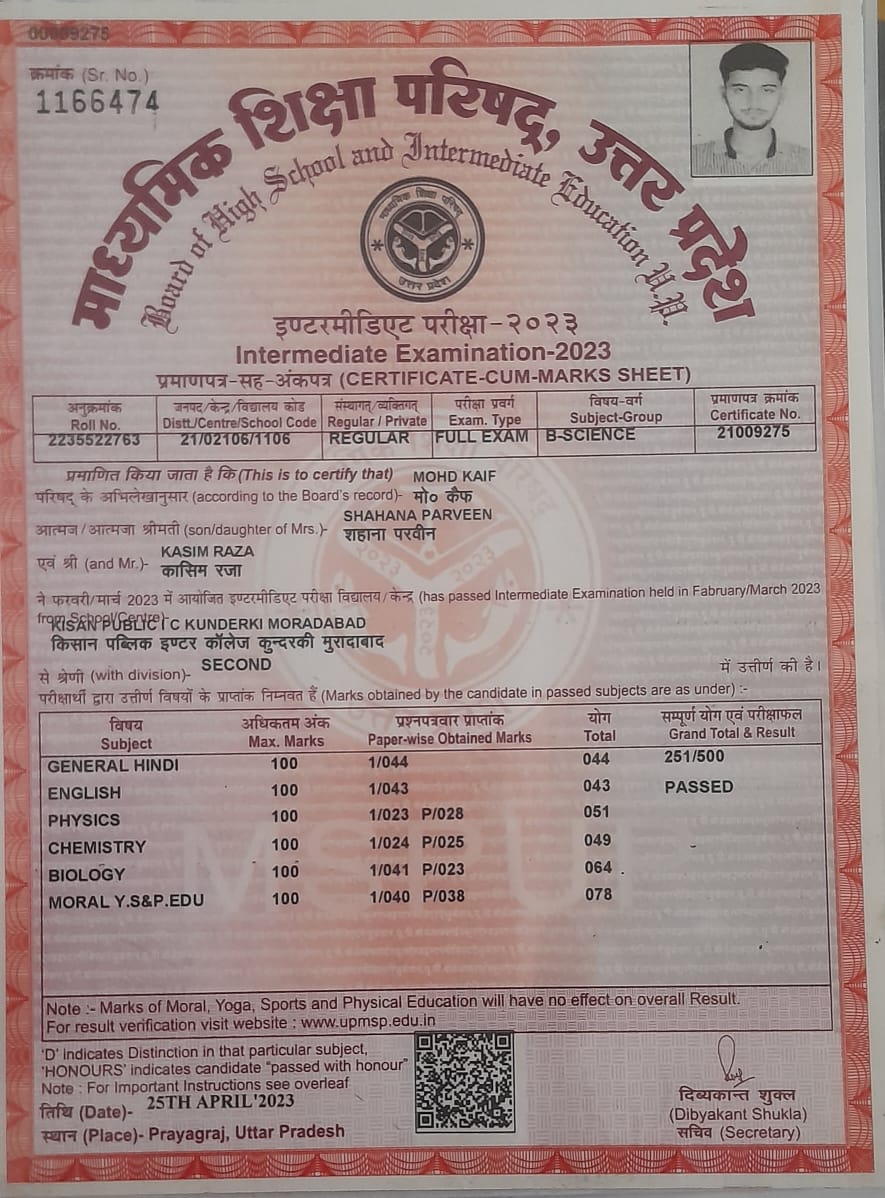 00009275
क्रमांक (Sr. No.)
1166474
माध्यमिक शिक्षा परिषद्, उत्तर प्रदेश
Board of High School and Intermediate Education U.P.
माध्यमिक शिक्षा परिषद्
उत्तर प्रदेश
इण्टरमीडिएट परीक्षा-२०२३
Intermediate Examination-2023
प्रमाणपत्र-सह-अंकपत्र (CERTIFICATE-CUM-MARKS SHEET)
अनुक्रमांक जनपद/केन्द्र/विद्यालय कोड संस्थागत/व्यक्तिगत परीक्षा प्रवर्ग विषय-वर्ग प्रमाणपत्र क्रमांक
Roll No. Distt./Centre/School Code Regular / Private Exam. Type Subject-Group Certificate No.
2235522763 21/02106/1106 REGULAR FULL EXAM B-SCIENCE 21009275
प्रमाणित किया जाता है कि (This is to certify that) MOHD KAIF
परिषद् के अभिलेखानुसार (according to the Board's record)- मो० कैफ
SHAHANA PARVEEN
आत्मज/आत्मजा श्रीमती (son/daughter of Mrs.)- शहाना परवीन
KASIM RAZA
एवं श्री (and Mr.)- कासिम रजा
ने फरवरी/मार्च 2023 में आयोजित इण्टरमीडिएट परीक्षा विद्यालय/केन्द्र (has passed Intermediate Examination held in Fabruary/March 2023
from School/Centre)-
KISAN PUBLIC I C KUNDERKI MORADABAD
किसान पब्लिक इण्टर कॉलेज कुन्दरकी मुरादाबाद
SECOND
से श्रेणी (with division)- में उत्तीर्ण की है।
परीक्षार्थी द्वारा उत्तीर्ण विषयों के प्राप्तांक निम्नवत हैं (Marks obtained by the candidate in passed subjects are as under) :-
विषय अधिकतम अंक प्रश्नपत्रवार प्राप्तांक योग सम्पूर्ण योग एवं परीक्षाफल
Subject Max. Marks Paper-wise Obtained Marks Total Grand Total & Result
GENERAL HINDI 100 1/044 044 251/500
ENGLISH 100 1/043 043 PASSED
PHYSICS 100 1/023 P/028 051
CHEMISTRY 100 1/024 P/025 049
BIOLOGY 100 1/041 P/023 064
MORAL Y.S&P.EDU 100 1/040 P/038 078
Note :- Marks of Moral, Yoga, Sports and Physical Education will have no effect on overall Result.
For result verification visit website : www.upmsp.edu.in
'D' indicates Distinction in that particular subject,
'HONOURS' indicates candidate "passed with honour"
Note : For Important Instructions see overleaf
तिथि (Date)- 25TH APRIL'2023
स्थान (Place)- Prayagraj, Uttar Pradesh
दिव्यकान्त शुक्ल
(Dibyakant Shukla)
सचिव (Secretary)